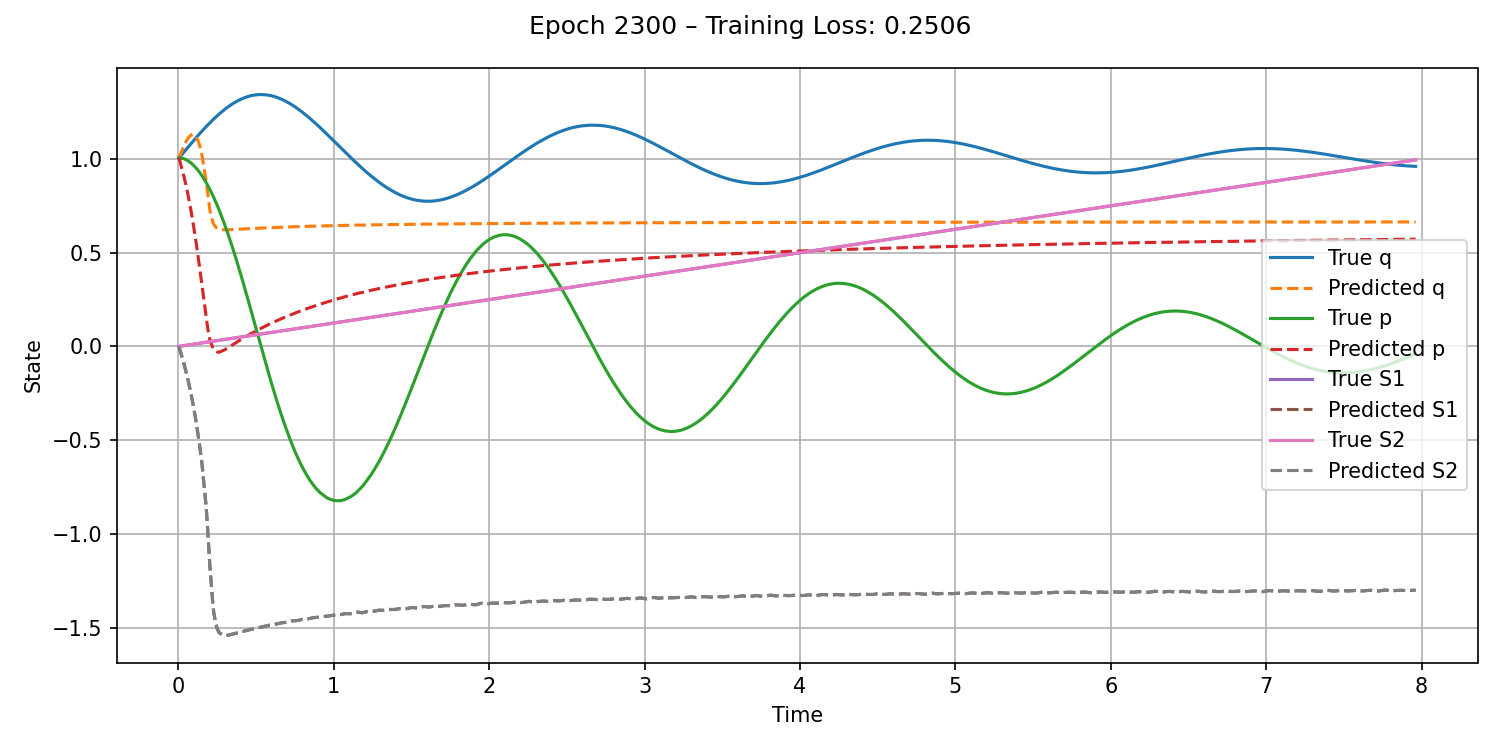 Epoch 2300 – Training Loss: 0.2506
1.0
0.5
0.0
−0.5
−1.0
−1.5
State
True q
Predicted q
True p
Predicted p
True S1
Predicted S1
True S2
Predicted S2
0 1 2 3 4 5 6 7 8
Time